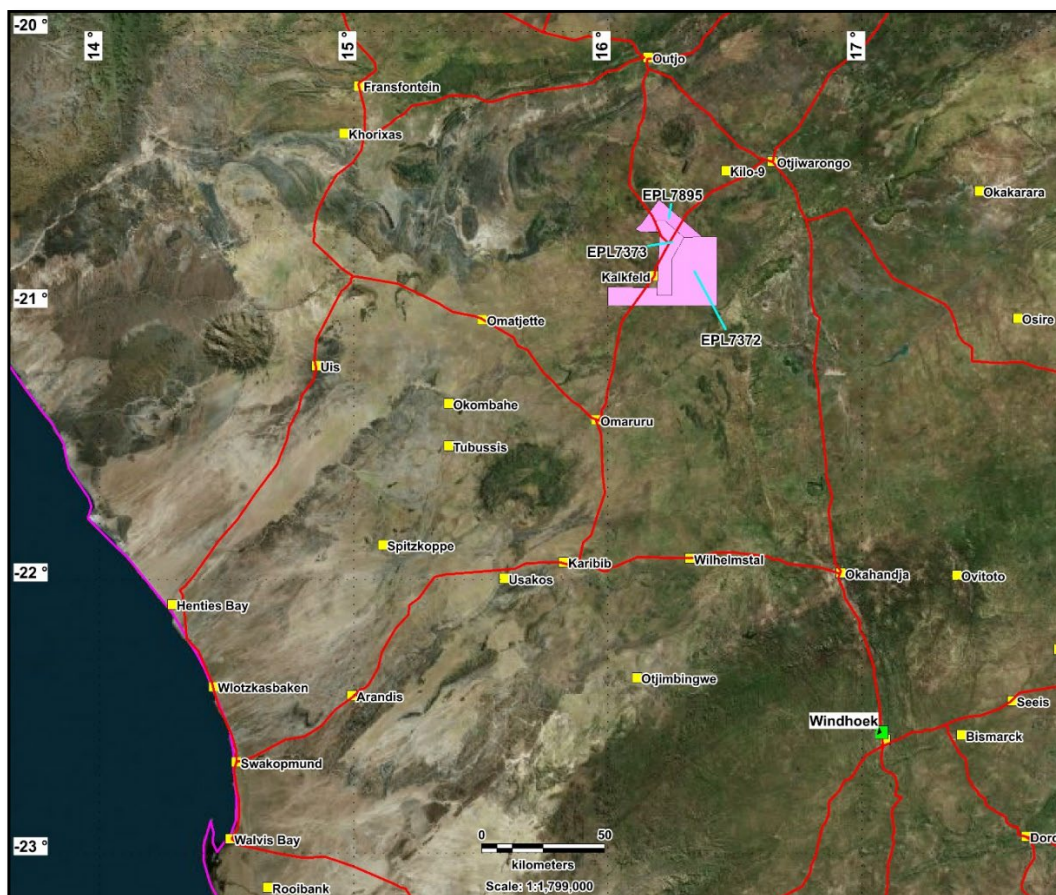 -20 °
14 °
15 °
16 °
17 °
Outjo
Fransfontein
Khorixas
Otjiwarongo
Kilo-9
Okakarara
EPL7895
EPL7373
Kalkfeld
-21 °
Omatjette
Osire
EPL7372
Uis
Okombahe
Omaruru
Tubussis
Spitzkoppe
Karibib
Wilhelmstal
-22 °
Usakos
Okahandja
Ovitoto
Henties Bay
Otjimbingwe
Wlotzkasbaken
Arandis
Seeis
Windhoek
Bismarck
Swakopmund
0
50
Walvis Bay
-23 °
kilometers
Scale: 1:1,799,000
Rooibank